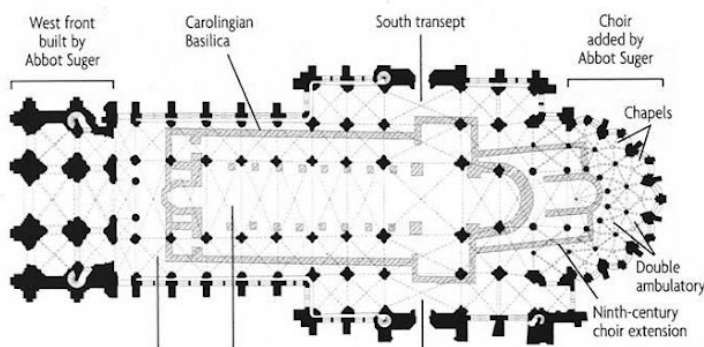 West front
built by
Abbot Suger
Carolingian
Basilica
South transept
Choir
added by
Abbot Suger
Chapels
Double
ambulatory
Ninth-century
choir extension